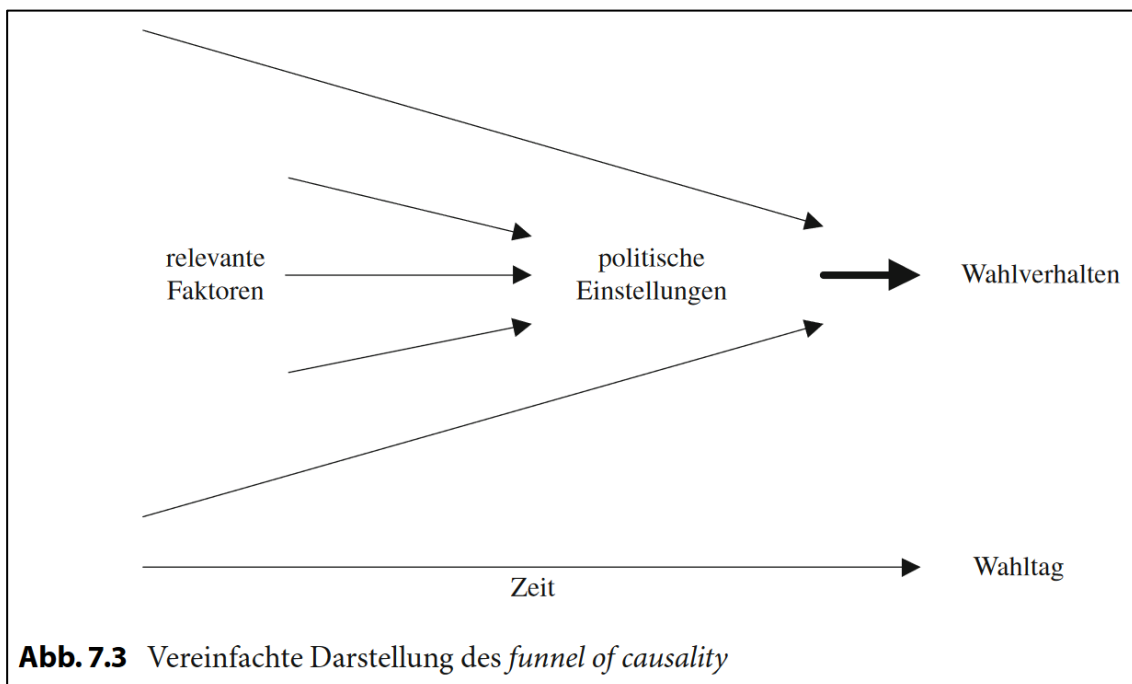 relevante
Faktoren
politische
Einstellungen
Wahlverhalten
Zeit
Wahltag
Abb. 7.3 Vereinfachte Darstellung des funnel of causality